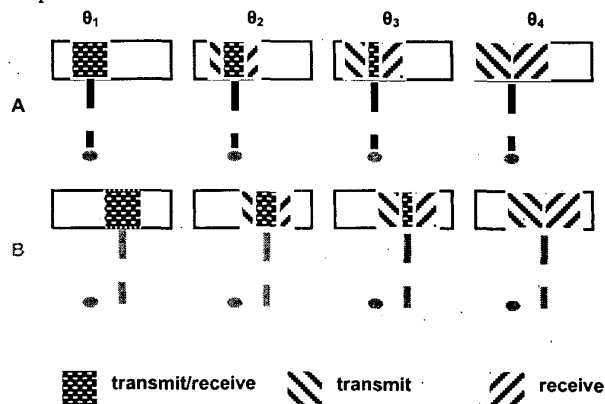 θ1 θ2 θ3 θ4
A
B
transmit/receive transmit receive